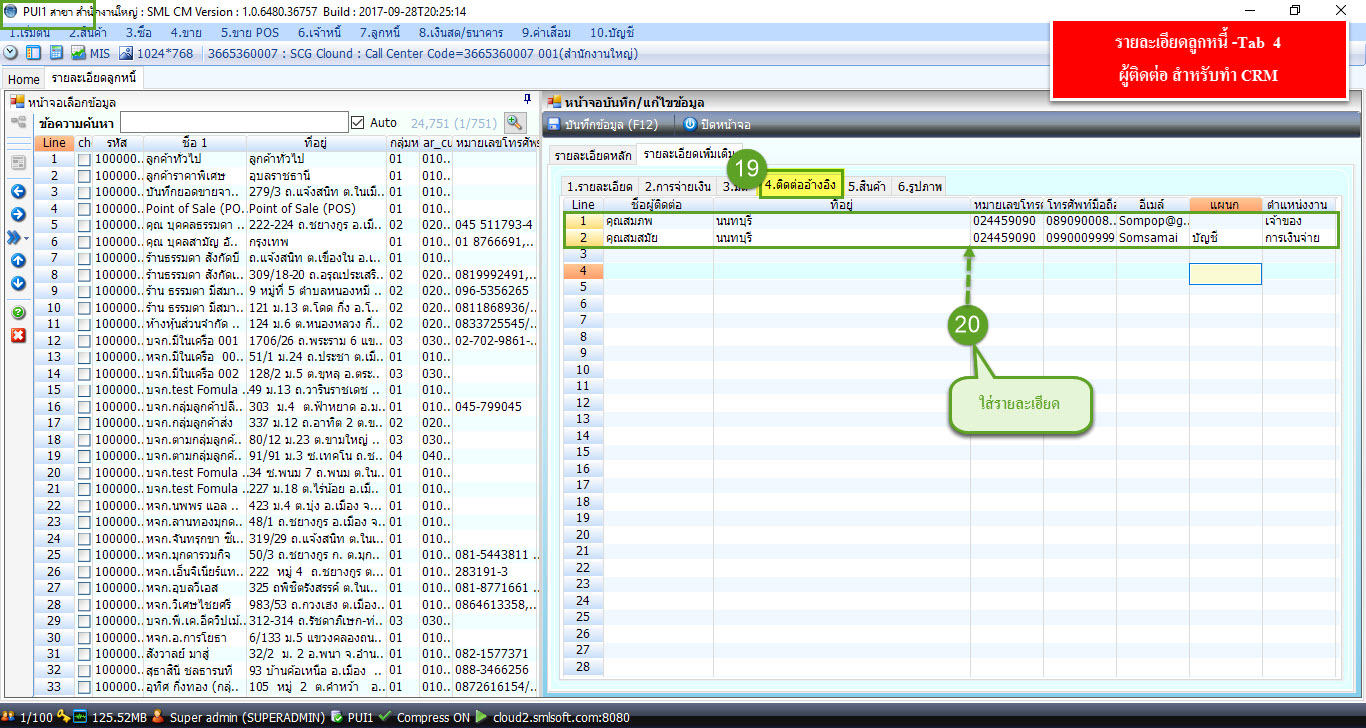 PUI1 สาขา สำนักงานใหญ่ : SML CM Version : 1.0.6480.36757 Build : 2017-09-28T20:25:14
1.เริ่มต้น 2.สินค้า 3.ซื้อ 4.ขาย 5.ขาย POS 6.เจ้าหนี้ 7.ลูกหนี้ 8.เงินสด/ธนาคาร 9.ค่าเสื่อม 10.บัญชี
MIS 1024*768 3665360007 : SCG Clound : Call Center Code=3665360007 001(สำนักงานใหญ่)
รายละเอียดลูกหนี้ -Tab 4
ผู้ติดต่อ สำหรับทำ CRM
Home รายละเอียดลูกหนี้
หน้าจอเลือกข้อมูล
ข้อความค้นหา Auto 24,751 (1/751)
Line ch รหัส ชื่อ 1 ที่อยู่ กลุ่มห ar_cu หมายเลขโทรศัพ
1 100000.. ลูกค้าทั่วไป ลูกค้าทั่วไป 01 010..
2 100000.. ลูกค้าราคาพิเศษ อุบลราชธานี 01 010..
3 100000.. บันทึกยอดขายจา.. 279/3 ถ.แจ้งสนิท ต.ในเมื.. 01 010..
4 100000.. Point of Sale (PO.. Point of Sale (POS) 01 010..
5 100000.. คุณ บุคคลธรรมดา .. 222-224 ถ.ชยางกูร อ.เมื.. 02 020.. 045 511793-4
6 100000.. คุณ บุคลสามัญ อั.. กรุงเทพ 01 010.. 01 8766691,..
7 100000.. ร้านธรรมดา สังกัดบี ถ.แจ้งสนิท ต.เขื่องใน อ.เ.. 01 010..
8 100000.. ร้านธรรมดา สังกัดเ.. 309/18-20 ถ.อรุณประเสริ.. 02 020.. 0819992491,..
9 100000.. ร้าน ธรรมดา มีสมา.. 9 หมู่ที่ 5 ตำบลหนองหมี .. 02 020.. 096-5356265
10 100000.. ร้าน ธรรมดา มีสมา.. 121 ม.13 ต.โดด กิ่ง อ.โ.. 02 020.. 0811868936/..
11 100000.. ห้างหุ้นส่วนจำกัด .. 124 ม.6 ต.หนองหลวง กิ่.. 02 020.. 0833725545/..
12 100000.. บจก.มีในเครือ 001 1706/26 ถ.พระราม 6 แข.. 03 030.. 02-702-9861-..
13 100000.. หจก.มีในเครือ 00.. 51/1 ม.24 ถ.ประชา ต.เมื.. 01 010..
14 100000.. บจก.มีในเครือ 002 128/2 ม.5 ต.ขุหลุ อ.ตระ.. 03 030..
15 100000.. บจก.test Fomula .. 49 ม.13 ถ.วารินราชเดช .. 01 010..
16 100000.. บจก.กลุ่มลูกค้าปลี.. 303 ม.4 ต.ฟ้าหยาด อ.ม.. 01 010.. 045-799045
17 100000.. บจก.กลุ่มลูกค้าส่ง 337 ม.12 ถ.อาทิต 2 ต.ข.. 02 020..
18 100000.. บจก.ตามกลุ่มลูกค้.. 80/12 ม.23 ต.ขามใหญ่ .. 03 030..
19 100000.. บจก.ตามกลุ่มลูกค้.. 91/91 ม.3 ซ.เทคโน ถ.ช.. 04 040..
20 100000.. บจก.test Fomula .. 34 ซ.พนม 7 ถ.พนม ต.ใน.. 01 010..
21 100000.. บจก.test Fomula .. 227 ม.18 ต.ไร่น้อย อ.เมื.. 01 010..
22 100000.. หจก.นพพร แอล .. 423 ม.4 ต.บุ่ง อ.เมือง จ.. 01 010..
23 100000.. หจก.ลานทองมุกด.. 48/1 ถ.ชยางกูร อ.เมือง จ.. 01 010..
24 100000.. หจก.จันทรุกขา ซีเ.. 319/29 ถ.แจ้งสนิท ต.ในเ.. 01 010..
25 100000.. หจก.มุกดารวมกิจ 50/3 ถ.ชยางกูร ก. ต.มุก.. 01 010.. 081-5443811 ..
26 100000.. หจก.เอ็นจิเนียร์แท.. 222 หมู่ 4 ถ.ชยางกูร ต... 01 010.. 283191-3
27 100000.. หจก.อุบลวีเอส 325 ถพิชิตรังสรรค์ ต.ในเ.. 01 010.. 081-8771661 ..
28 100000.. หจก.วิเศษไชยศรี 983/53 ถ.กวงเฮง ต.เมือง.. 01 010.. 0864613358,..
29 100000.. บจก.พี.เค.อีควิปเม้.. 312-314 ถ.รัชดาภิเษก-ท่.. 03 030..
30 100000.. หจก.อ.การโยธา 6/133 ม.5 แขวงคลองถน.. 01 010..
31 100000.. สังวาลย์ มาสู่ 32/2 ม. 2 อ.พนา จ.อำน.. 01 010.. 082-1577371
32 100000.. สุธาสินี ชลธารนที 93 บ้านค้อเหนือ อ.เมือง .. 01 010.. 088-3466256
33 100000.. อุทิศ กิ่งทอง (กลุ่.. 105 หมู่ 2 ต.คำหว้า อ.. 01 010.. 0872616154/..
หน้าจอบันทึก/แก้ไขข้อมูล
บันทึกข้อมูล (F12) ปิดหน้าจอ
รายละเอียดหลัก รายละเอียดเพิ่มเติม
19
1.รายละเอียด 2.การจ่ายเงิน 4.ติดต่ออ้างอิง 5.สินค้า 6.รูปภาพ
Line ชื่อผู้ติดต่อ ที่อยู่ หมายเลขโทร โทรศัพท์มือถื อีเมล์ แผนก ตำแหน่งงาน
1 คุณสมภพ นนทบุรี 024459090 089090008.. Sompop@g.. เจ้าของ
2 คุณสมสมัย นนทบุรี 024459090 0990009999 Somsamai บัญชี การเงินจ่าย
3
4
5
6
7
8
9
10
11
12
13
14
15
16
17
18
19
20
21
22
23
24
25
26
27
28
20
ใส่รายละเอียด
1/100 125.52MB Super admin (SUPERADMIN) PUI1 Compress ON cloud2.smlsoft.com:8080